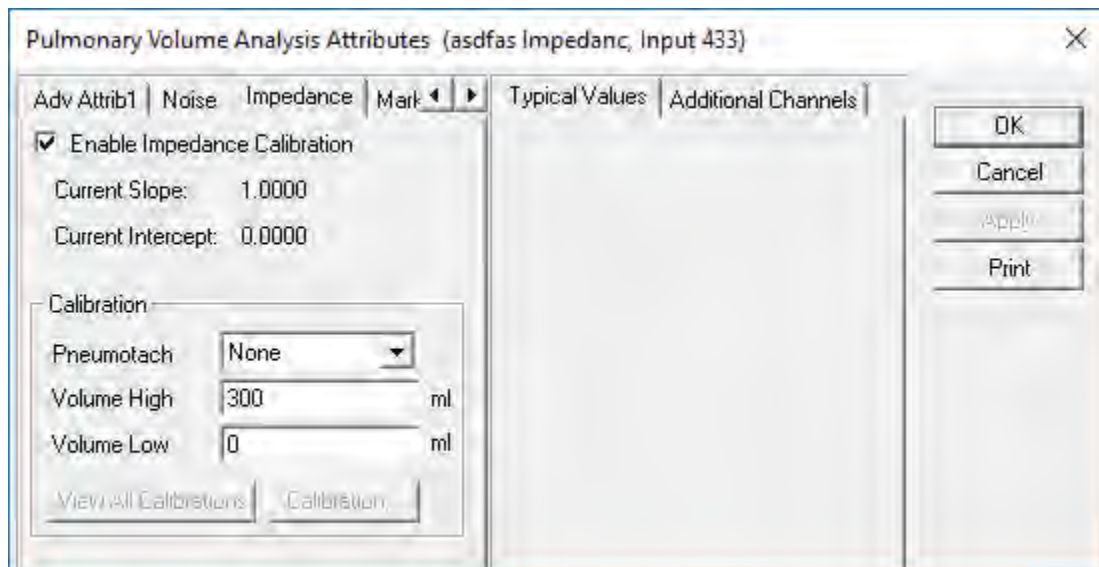 Pulmonary Volume Analysis Attributes (asdfas Impedanc, Input 433)
Adv Attrib1 Noise Impedance Mark Typical Values Additional Channels
Enable Impedance Calibration
Current Slope: 1.0000
Current Intercept: 0.0000
Calibration
Pneumotach None
Volume High 300 ml
Volume Low 0 ml
View All Calibrations Calibration...
OK
Cancel
Apply
Print